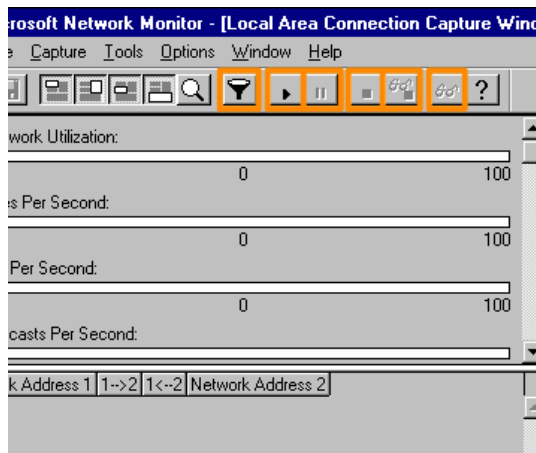 rosoft Network Monitor - [Local Area Connection Capture Wind
e Capture Tools Options Window Help
?
work Utilization:
0 100
es Per Second:
0 100
Per Second:
0 100
casts Per Second:
k Address 1 1-->2 1<--2 Network Address 2